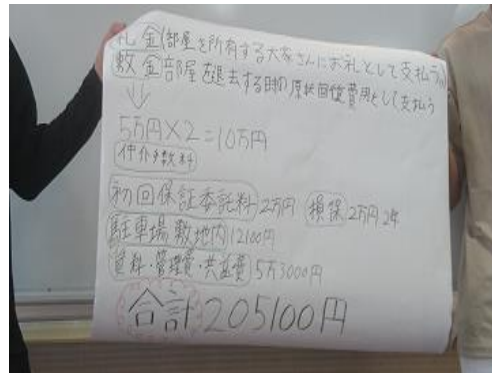 礼金(部屋を所有する大家さんにお礼として支払う
敷金 部屋を退去する時の原状回復費用として支払う
5万円×2=10万円
仲介手数料
初回保証委託料 2万円 損保 2万円 2年
駐車場敷地内 12100円
賃料・管理費・共益費 5万3000円
合計 205100円